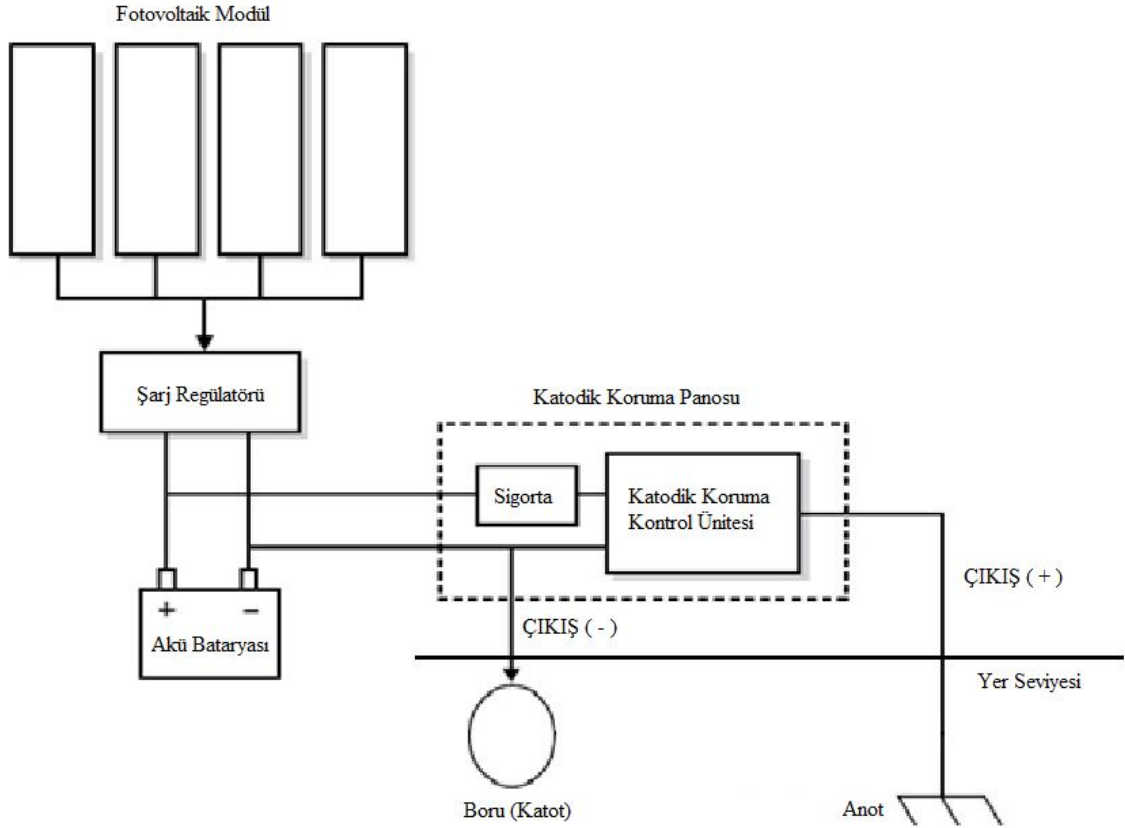 Fotovoltaik Modül
Şarj Regülatörü
Katodik Koruma Panosu
Sigorta
Katodik Koruma
Kontrol Ünitesi
ÇIKIŞ ( + )
+ −
Akü Bataryası
ÇIKIŞ ( - )
Yer Seviyesi
Boru (Katot)
Anot